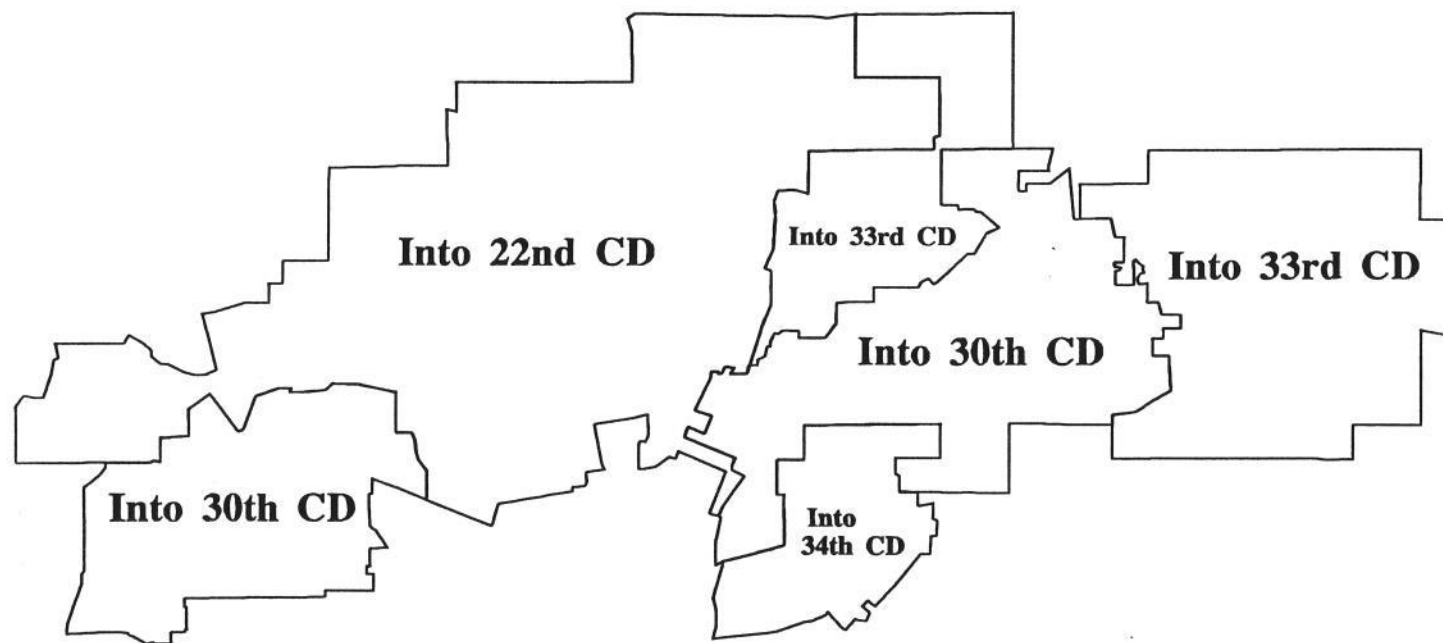 Into 22nd CD
Into 33rd CD
Into 33rd CD
Into 30th CD
Into 30th CD
Into
34th CD